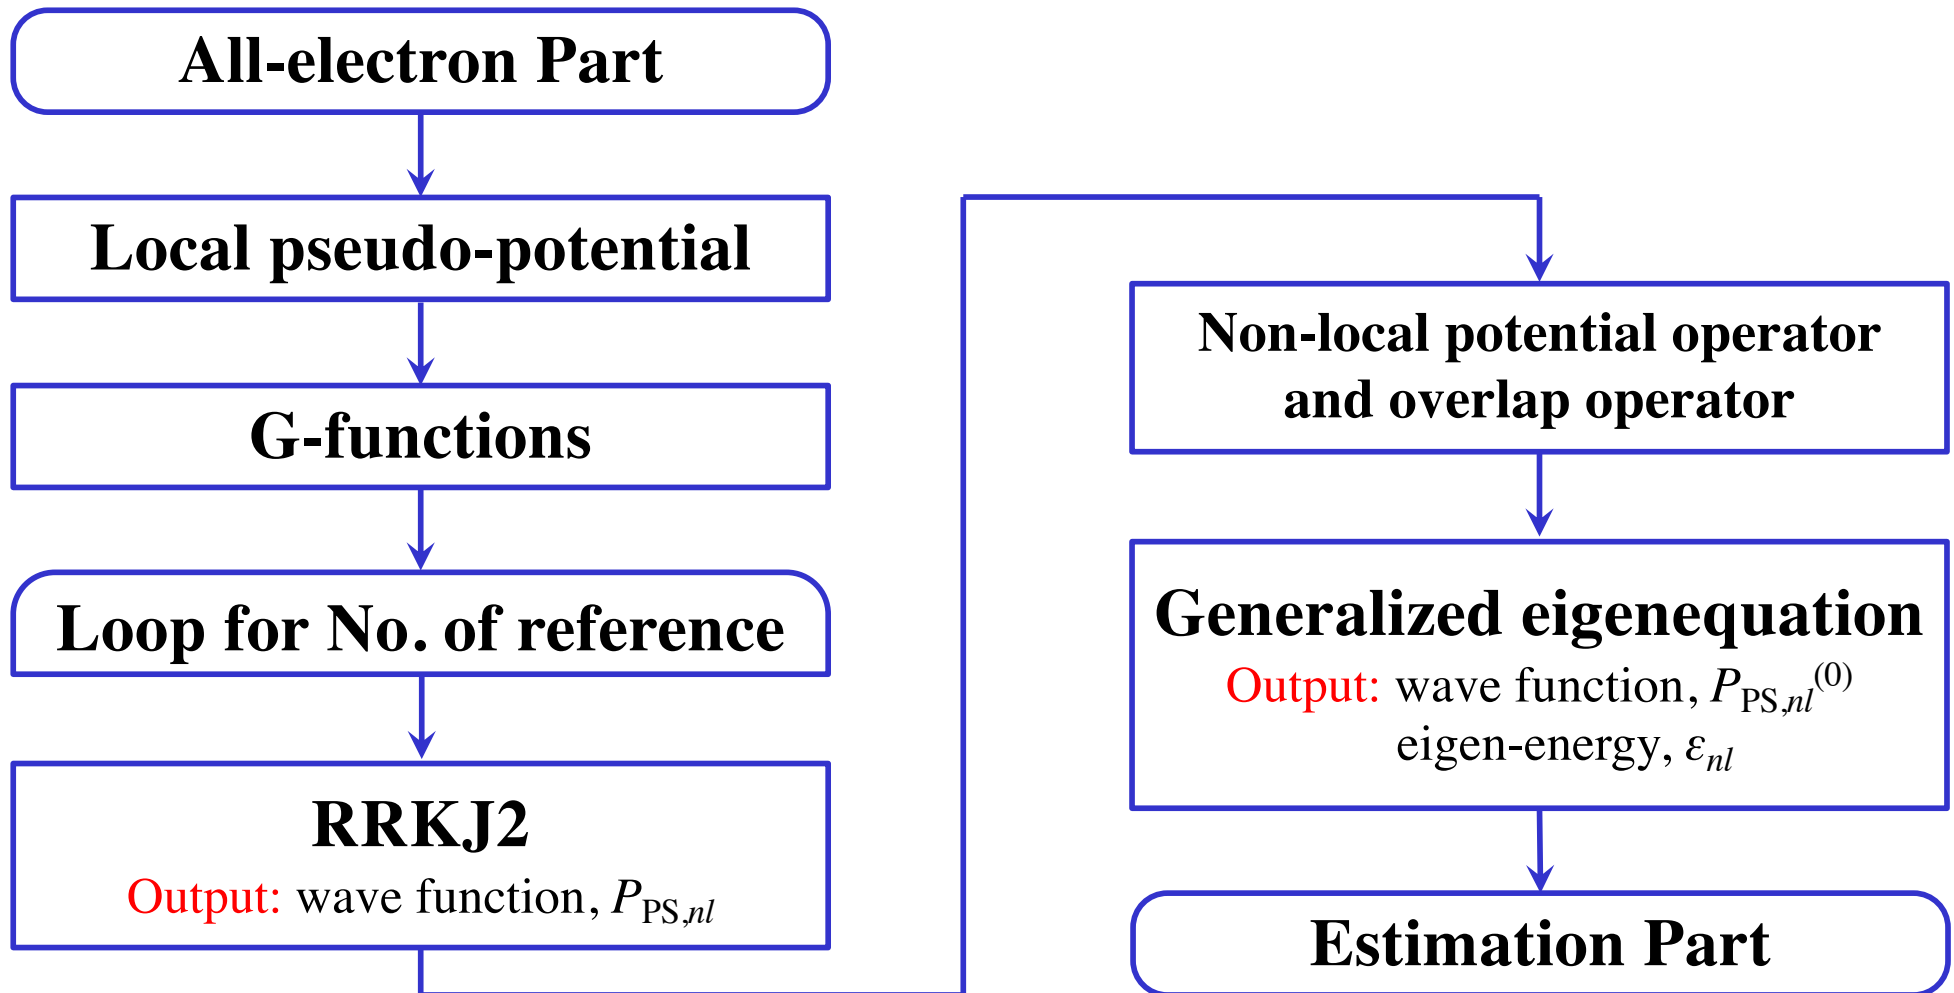 All-electron Part
Local pseudo-potential
G-functions
Loop for No. of reference
RRKJ2
Output: wave function, P_PS,nl
Non-local potential operator
and overlap operator
Generalized eigenequation
Output: wave function, P_PS,nl^(0)
eigen-energy, ε_nl
Estimation Part